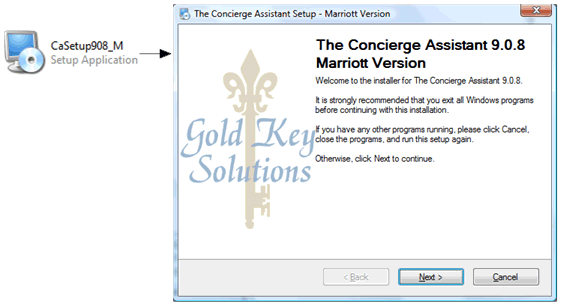 CaSetup908_M
Setup Application
The Concierge Assistant Setup - Marriott Version
Gold Key
Solutions
The Concierge Assistant 9.0.8
Marriott Version
Welcome to the installer for The Concierge Assistant 9.0.8.
It is strongly recommended that you exit all Windows programs
before continuing with this installation.
If you have any other programs running, please click Cancel,
close the programs, and run this setup again.
Otherwise, click Next to continue.
< Back
Next >
Cancel